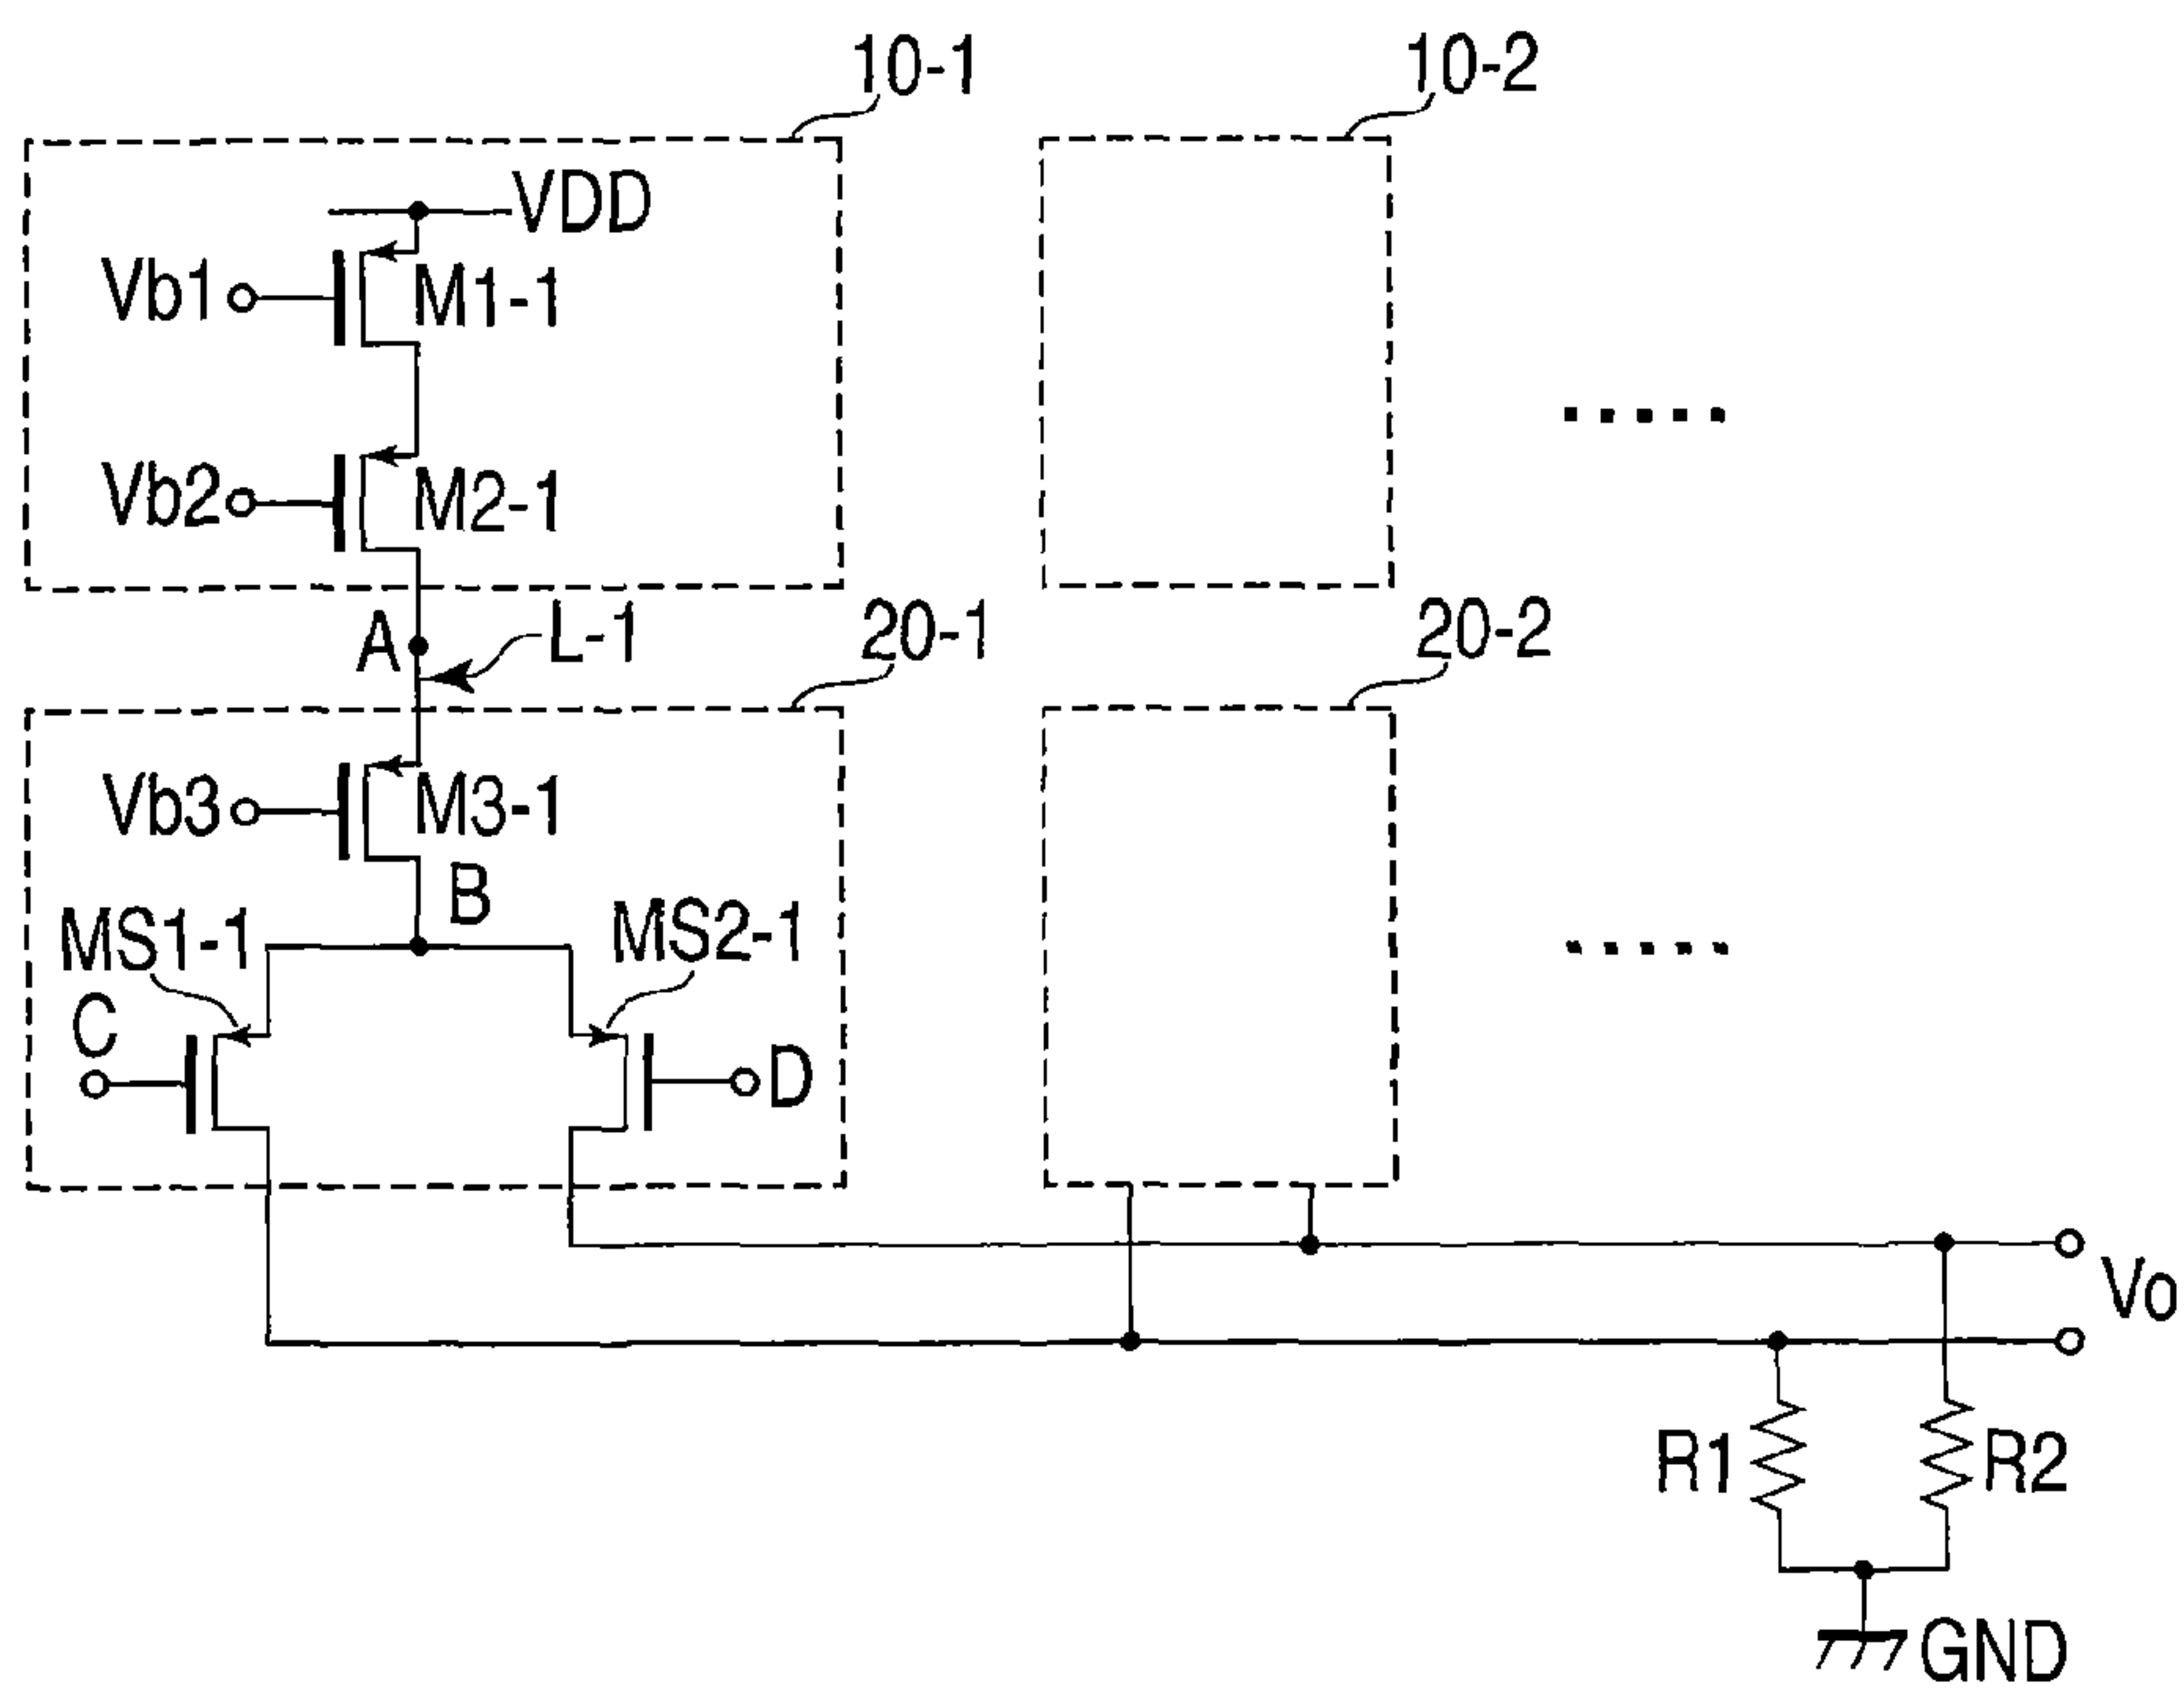 10-1
10-2
VDD
Vb1
M1-1
Vb2
M2-1
A
L-1
20-1
20-2
Vb3
M3-1
B
MS1-1
MS2-1
C
D
Vo
R1
R2
GND